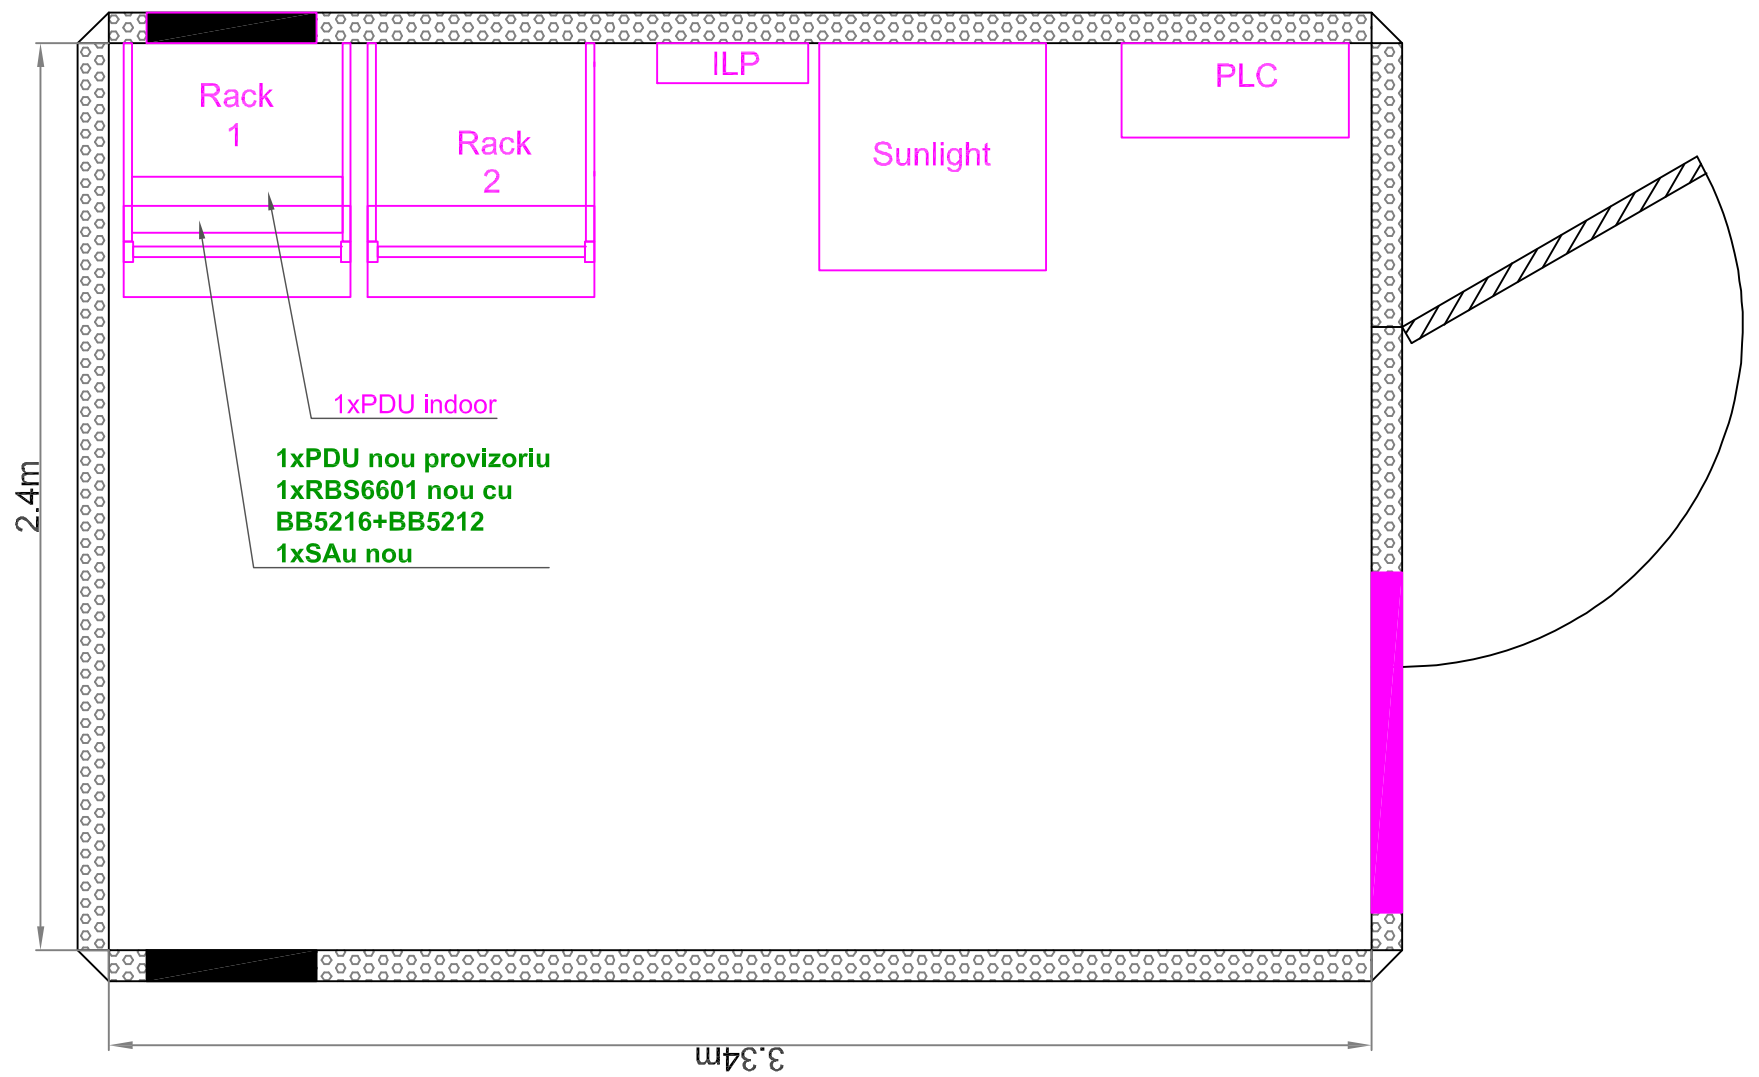 Rack
1
Rack
2
ILP
Sunlight
PLC
1xPDU indoor
1xPDU nou provizoriu
1xRBS6601 nou cu
BB5216+BB5212
1xSAu nou
2.4m
3.34m